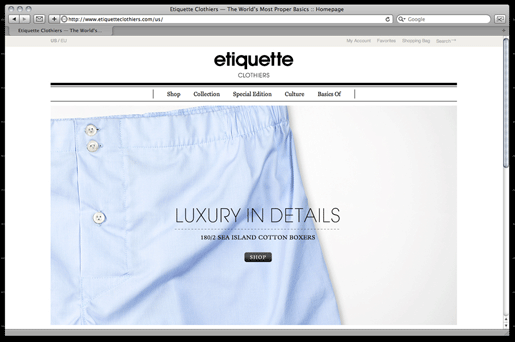 Etiquette Clothiers — The World's Most Proper Basics :: Homepage
http://www.etiquetteclothiers.com/us/
Google
Etiquette Clothiers — The World's...
GB / EU
My Account Favorites Shopping Bag Search
etiquette
CLOTHIERS
Shop Collection Special Edition Culture Basics Of
LUXURY IN DETAILS
180/2 SEA ISLAND COTTON BOXERS
SHOP